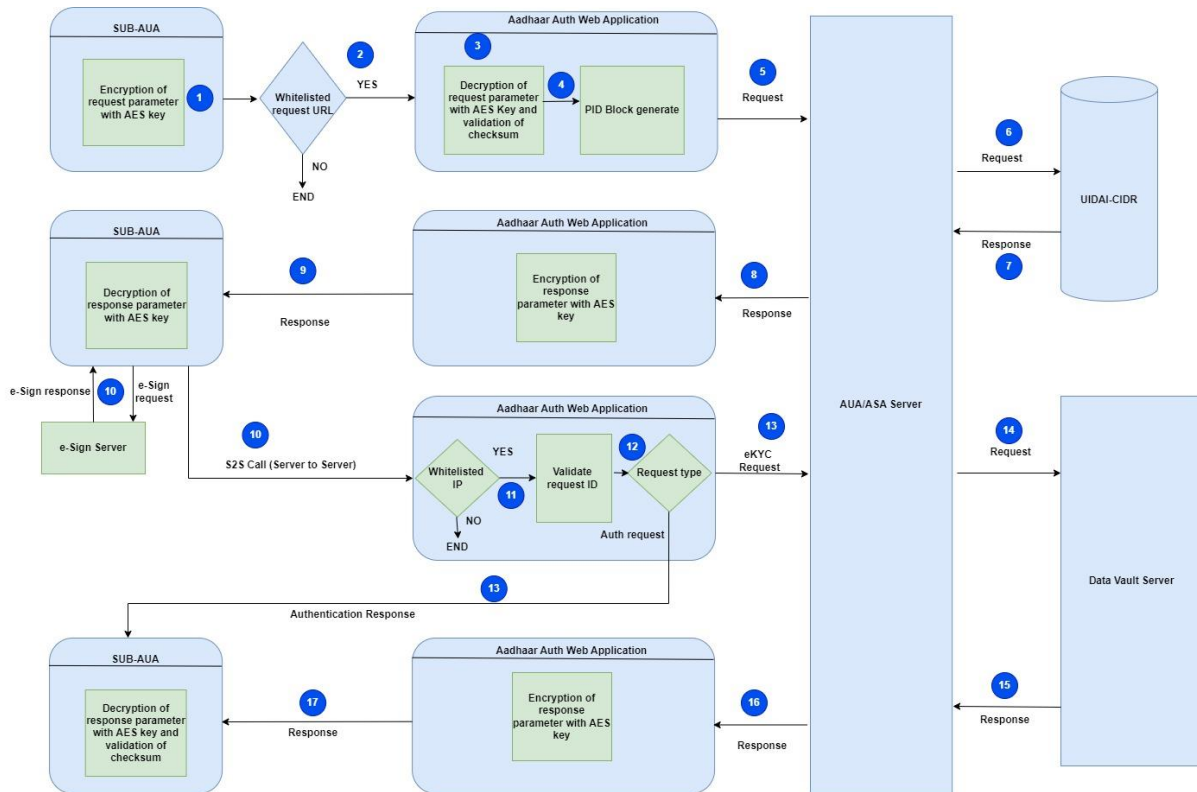 SUB-AUA
Encryption of
request parameter
with AES key
1
Whitelisted
request URL
2
YES
NO
END
Aadhaar Auth Web Application
3
Decryption of
request parameter
with AES Key and
validation of
checksum
4
PID Block generate
5
Request
6
Request
UIDAI-CIDR
Response
7
SUB-AUA
Decryption of
response parameter
with AES key
9
Response
Aadhaar Auth Web Application
Encryption of
response
parameter with AES
key
8
Response
e-Sign response
10
e-Sign
request
e-Sign Server
10
S2S Call (Server to Server)
Aadhaar Auth Web Application
Whitelisted
IP
YES
11
NO
END
Validate
request ID
12
Request type
Auth request
13
eKYC
Request
AUA/ASA Server
14
Request
Data Vault Server
13
Authentication Response
SUB-AUA
Decryption of
response parameter
with AES key and
validation of
checksum
17
Response
Aadhaar Auth Web Application
Encryption of
response
parameter with AES
key
16
Response
15
Response